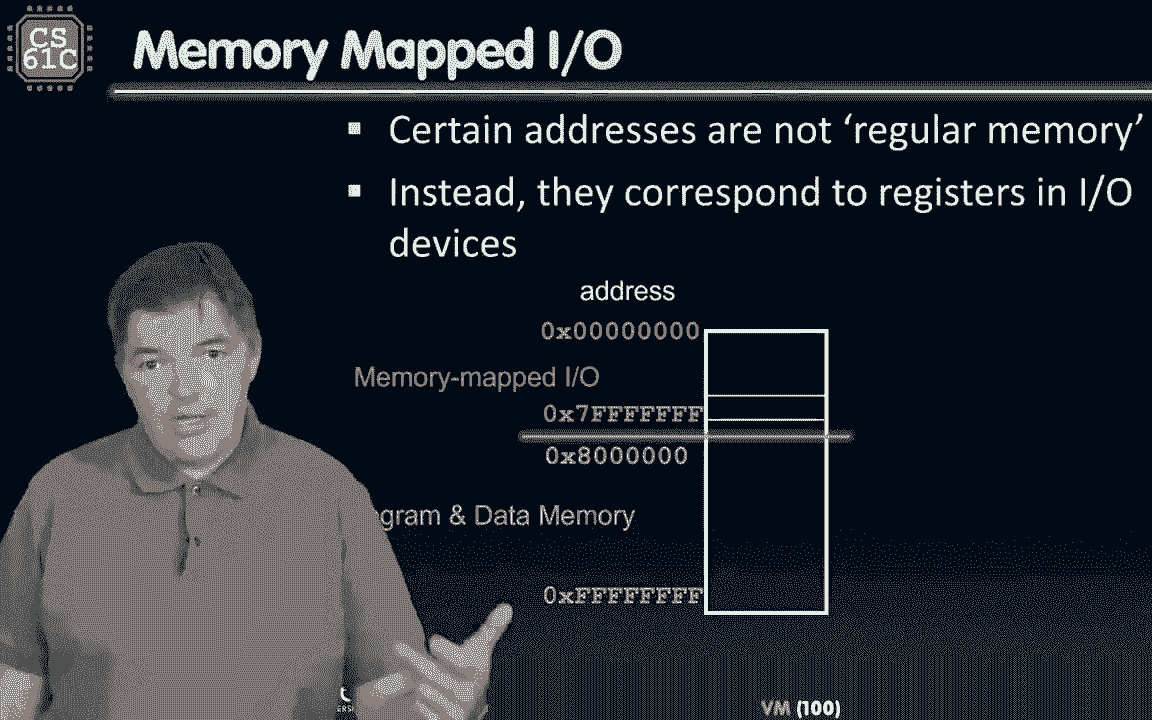 CS
61C
Memory Mapped I/O
▪ Certain addresses are not ‘regular memory’
▪ Instead, they correspond to registers in I/O
devices
address
0x00000000
Memory-mapped I/O
0x7FFFFFFF
0x8000000
gram & Data Memory
0xFFFFFFFF
VM (100)